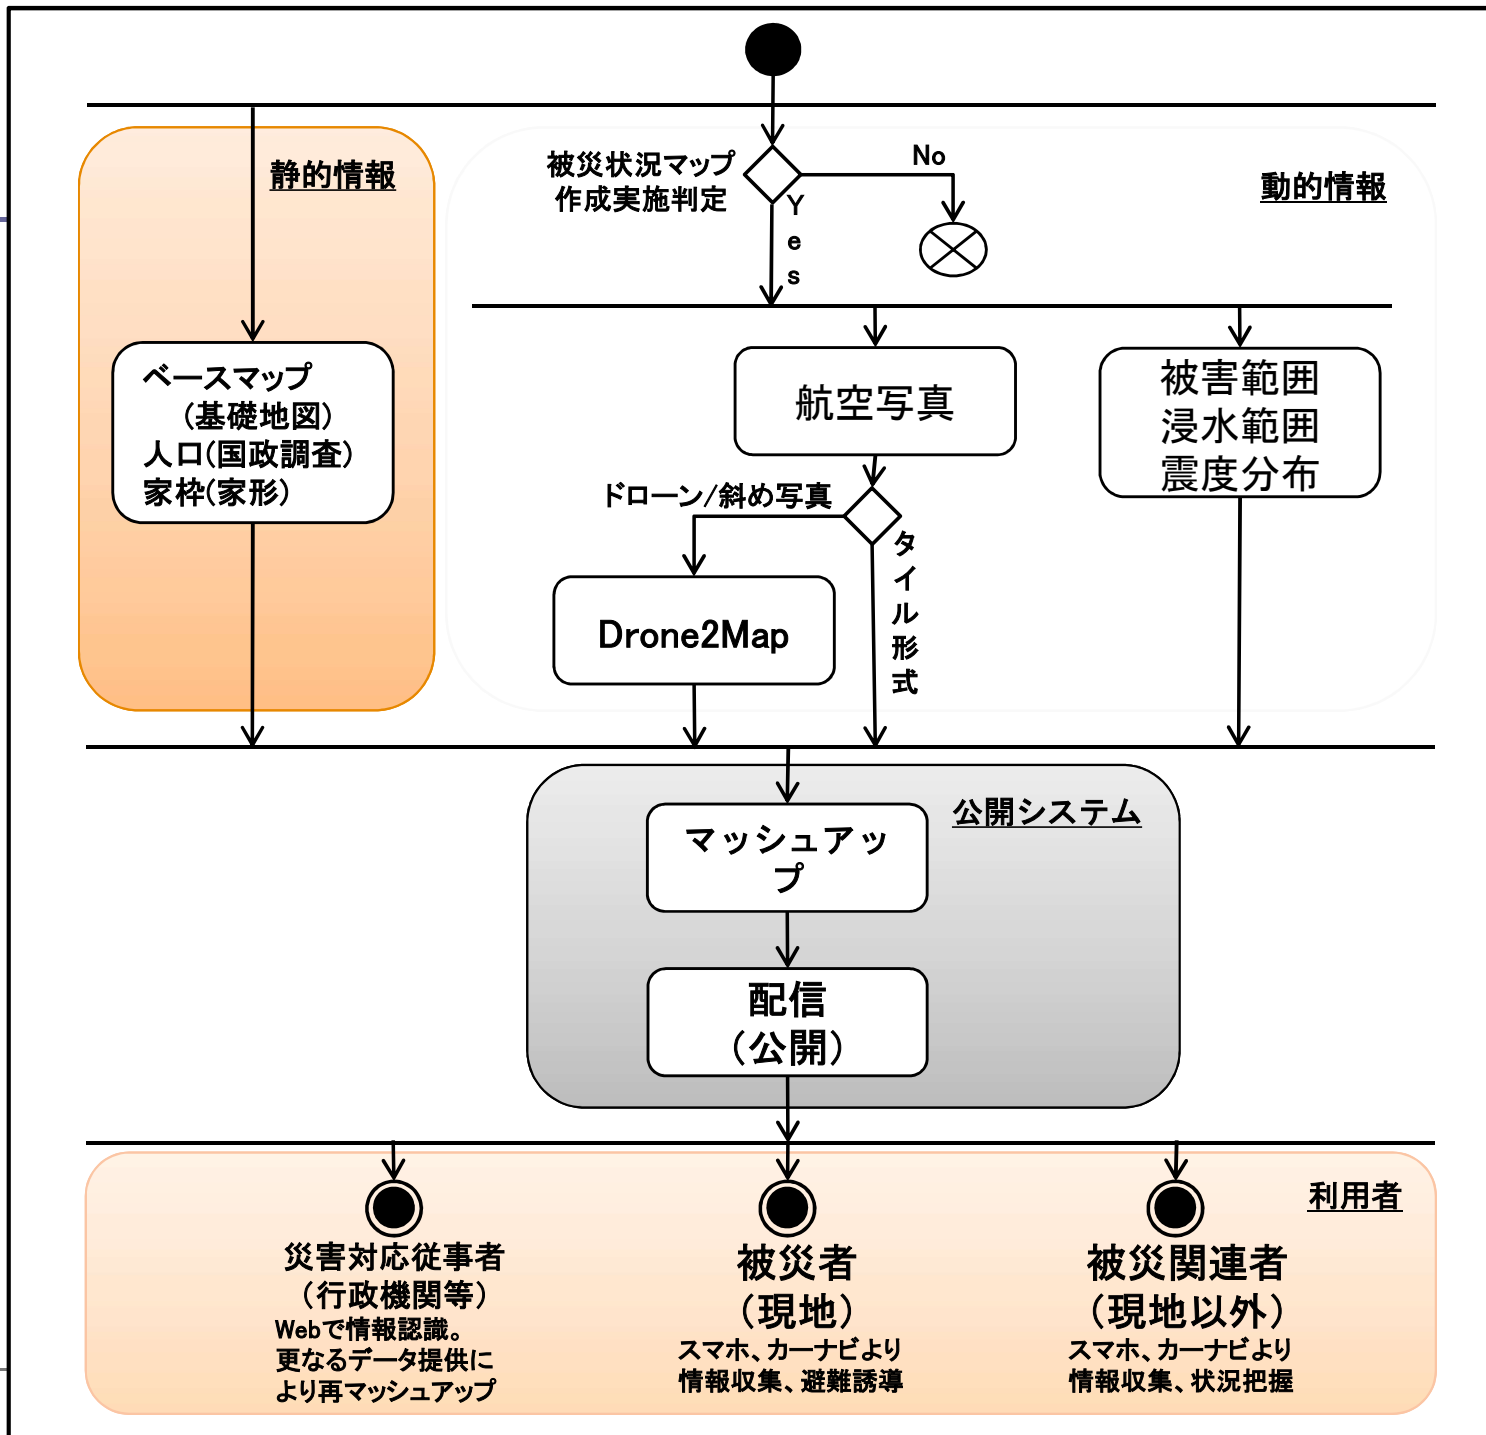 静的情報
被災状況マップ
作成実施判定
No
Yes
動的情報
ベースマップ
（基礎地図）
人口(国政調査)
家枠(家形)
航空写真
被害範囲
浸水範囲
震度分布
ドローン/斜め写真
タイル形式
Drone2Map
公開システム
マッシュアッ
プ
配信
（公開）
利用者
災害対応従事者
（行政機関等）
Webで情報認識。
更なるデータ提供に
より再マッシュアップ
被災者
（現地）
スマホ、カーナビより
情報収集、避難誘導
被災関連者
（現地以外）
スマホ、カーナビより
情報収集、状況把握